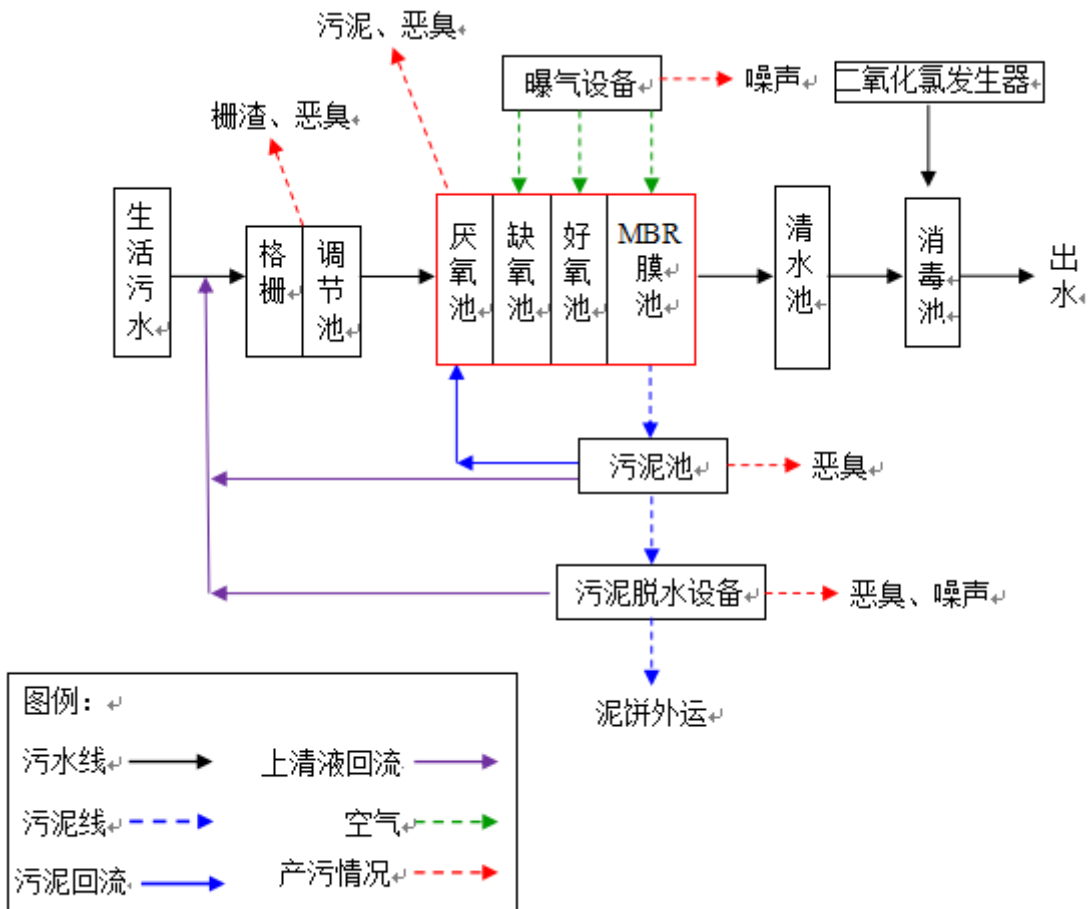 污泥、恶臭
曝气设备
噪声
二氧化氯发生器
栅渣、恶臭
生活污水
格栅
调节池
厌氧池
缺氧池
好氧池
MBR
膜池
清水池
消毒池
出水
污泥池
恶臭
污泥脱水设备
恶臭、噪声
泥饼外运
图例：
污水线
上清液回流
污泥线
空气
污泥回流
产污情况